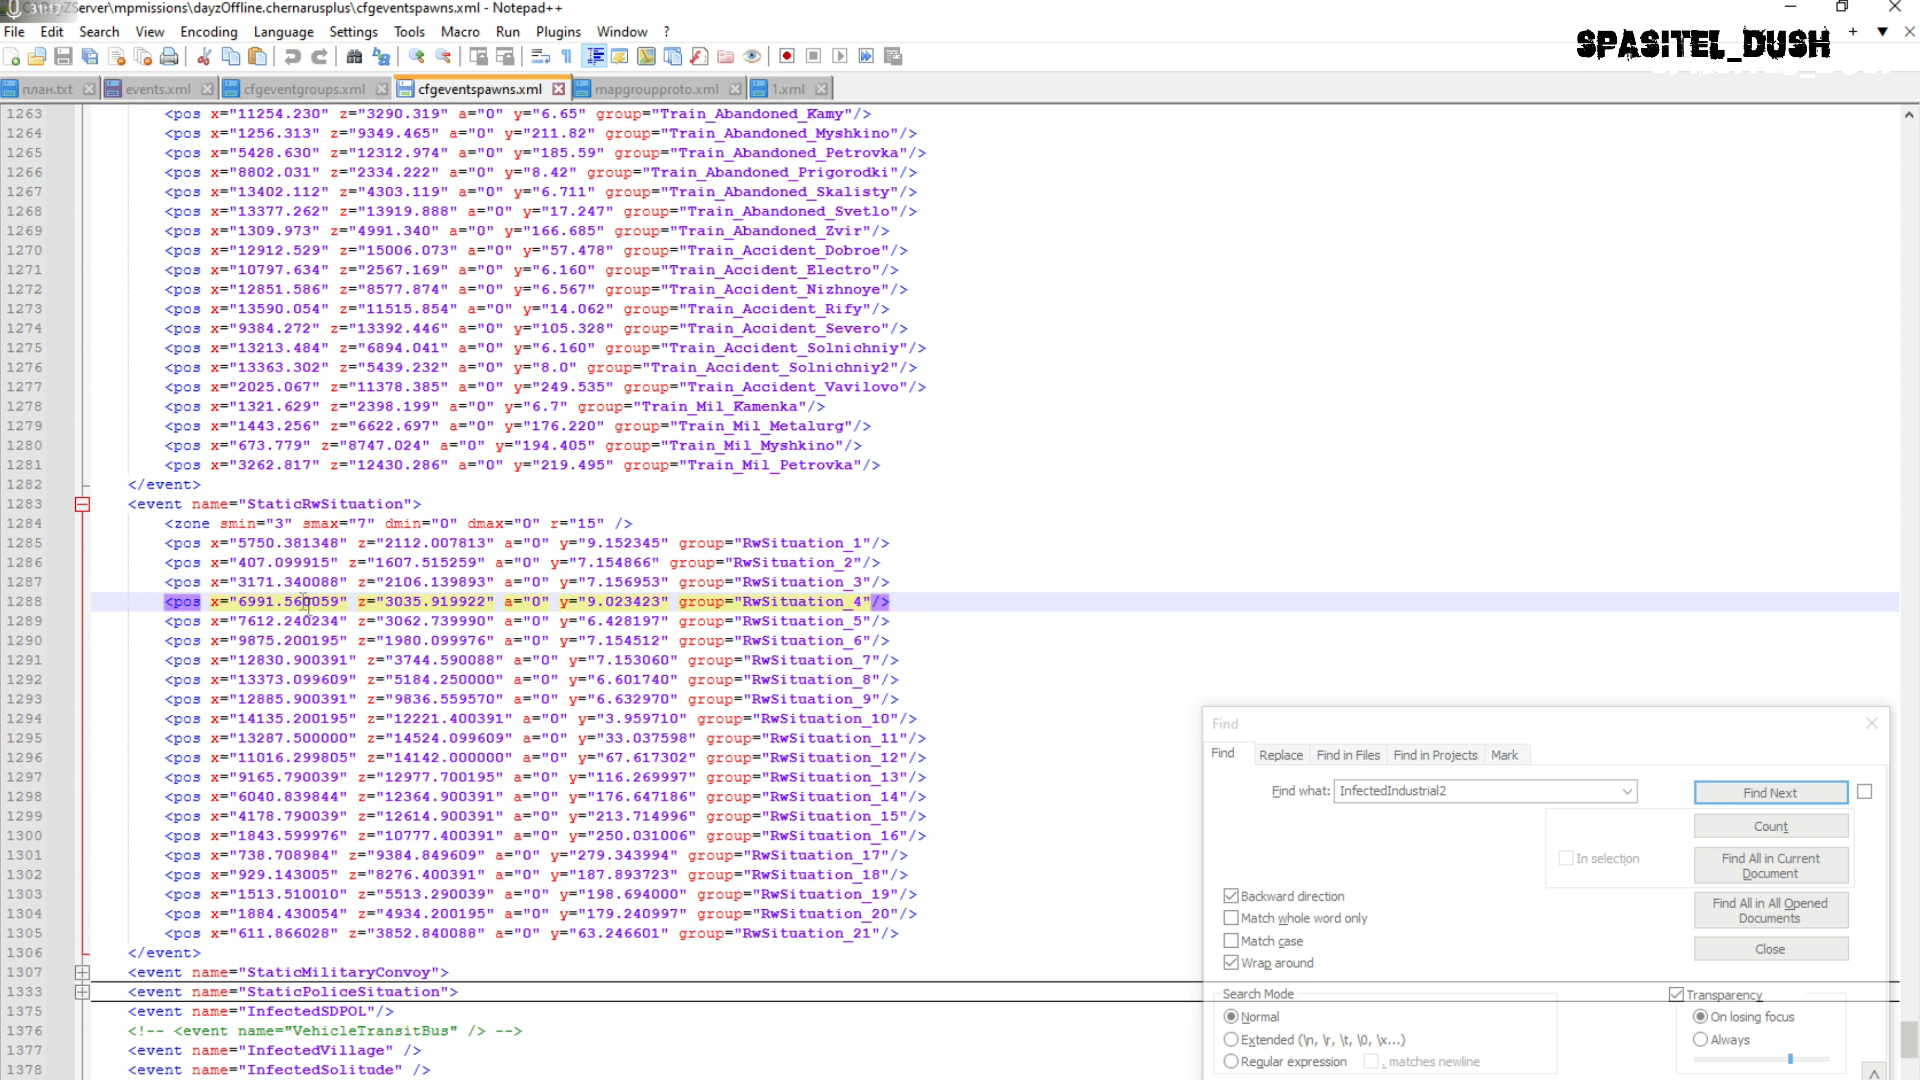 ZServer\mpmissions\dayzOffline.chernarusplus\cfgeventspawns.xml - Notepad++
File Edit Search View Encoding Language Settings Tools Macro Run Plugins Window ?
SPASITEL_DUSH
план.txt events.xml cfgeventgroups.xml cfgeventspawns.xml mapgroupproto.xml 1.xml
1263 <pos x="11254.230" z="3290.319" a="0" y="6.65" group="Train_Abandoned_Kamy"/>
1264 <pos x="1256.313" z="9349.465" a="0" y="211.82" group="Train_Abandoned_Myshkino"/>
1265 <pos x="5428.630" z="12312.974" a="0" y="185.59" group="Train_Abandoned_Petrovka"/>
1266 <pos x="8802.031" z="2334.222" a="0" y="8.42" group="Train_Abandoned_Prigorodki"/>
1267 <pos x="13402.112" z="4303.119" a="0" y="6.711" group="Train_Abandoned_Skalisty"/>
1268 <pos x="13377.262" z="13919.888" a="0" y="17.247" group="Train_Abandoned_Svetlo"/>
1269 <pos x="1309.973" z="4991.340" a="0" y="166.685" group="Train_Abandoned_Zvir"/>
1270 <pos x="12912.529" z="15006.073" a="0" y="57.478" group="Train_Accident_Dobroe"/>
1271 <pos x="10797.634" z="2567.169" a="0" y="6.160" group="Train_Accident_Electro"/>
1272 <pos x="12851.586" z="8577.874" a="0" y="6.567" group="Train_Accident_Nizhnoye"/>
1273 <pos x="13590.054" z="11515.854" a="0" y="14.062" group="Train_Accident_Rify"/>
1274 <pos x="9384.272" z="13392.446" a="0" y="105.328" group="Train_Accident_Severo"/>
1275 <pos x="13213.484" z="6894.041" a="0" y="6.160" group="Train_Accident_Solnichniy"/>
1276 <pos x="13363.302" z="5439.232" a="0" y="8.0" group="Train_Accident_Solnichniy2"/>
1277 <pos x="2025.067" z="11378.385" a="0" y="249.535" group="Train_Accident_Vavilovo"/>
1278 <pos x="1321.629" z="2398.199" a="0" y="6.7" group="Train_Mil_Kamenka"/>
1279 <pos x="1443.256" z="6622.697" a="0" y="176.220" group="Train_Mil_Metalurg"/>
1280 <pos x="673.779" z="8747.024" a="0" y="194.405" group="Train_Mil_Myshkino"/>
1281 <pos x="3262.817" z="12430.286" a="0" y="219.495" group="Train_Mil_Petrovka"/>
1282 </event>
1283 <event name="StaticRwSituation">
1284 <zone smin="3" smax="7" dmin="0" dmax="0" r="15" />
1285 <pos x="5750.381348" z="2112.007813" a="0" y="9.152345" group="RwSituation_1"/>
1286 <pos x="407.099915" z="1607.515259" a="0" y="7.154866" group="RwSituation_2"/>
1287 <pos x="3171.340088" z="2106.139893" a="0" y="7.156953" group="RwSituation_3"/>
1288 <pos x="6991.560059" z="3035.919922" a="0" y="9.023423" group="RwSituation_4"/>
1289 <pos x="7612.240234" z="3062.739990" a="0" y="6.428197" group="RwSituation_5"/>
1290 <pos x="9875.200195" z="1980.099976" a="0" y="7.154512" group="RwSituation_6"/>
1291 <pos x="12830.900391" z="3744.590088" a="0" y="7.153060" group="RwSituation_7"/>
1292 <pos x="13373.099609" z="5184.250000" a="0" y="6.601740" group="RwSituation_8"/>
1293 <pos x="12885.900391" z="9836.559570" a="0" y="6.632970" group="RwSituation_9"/>
1294 <pos x="14135.200195" z="12221.400391" a="0" y="3.959710" group="RwSituation_10"/>
1295 <pos x="13287.500000" z="14524.099609" a="0" y="33.037598" group="RwSituation_11"/>
1296 <pos x="11016.299805" z="14142.000000" a="0" y="67.617302" group="RwSituation_12"/>
1297 <pos x="9165.790039" z="12977.700195" a="0" y="116.269997" group="RwSituation_13"/>
1298 <pos x="6040.839844" z="12364.900391" a="0" y="176.647186" group="RwSituation_14"/>
1299 <pos x="4178.790039" z="12614.900391" a="0" y="213.714996" group="RwSituation_15"/>
1300 <pos x="1843.599976" z="10777.400391" a="0" y="250.031006" group="RwSituation_16"/>
1301 <pos x="738.708984" z="9384.849609" a="0" y="279.343994" group="RwSituation_17"/>
1302 <pos x="929.143005" z="8276.400391" a="0" y="187.893723" group="RwSituation_18"/>
1303 <pos x="1513.510010" z="5513.290039" a="0" y="198.694000" group="RwSituation_19"/>
1304 <pos x="1884.430054" z="4934.200195" a="0" y="179.240997" group="RwSituation_20"/>
1305 <pos x="611.866028" z="3852.840088" a="0" y="63.246601" group="RwSituation_21"/>
1306 </event>
1307 <event name="StaticMilitaryConvoy">
1333 <event name="StaticPoliceSituation">
1375 <event name="InfectedSDPOL"/>
1376 <!-- <event name="VehicleTransitBus" /> -->
1377 <event name="InfectedVillage" />
1378 <event name="InfectedSolitude" />
Find
Find Replace Find in Files Find in Projects Mark
Find what: InfectedIndustrial2
Find Next
Count
In selection
Find All in Current Document
Backward direction
Find All in All Opened Documents
Match whole word only
Match case
Close
Wrap around
Search Mode
Transparency
Normal
On losing focus
Extended (\n, \r, \t, \0, \x...)
Always
Regular expression
. matches newline